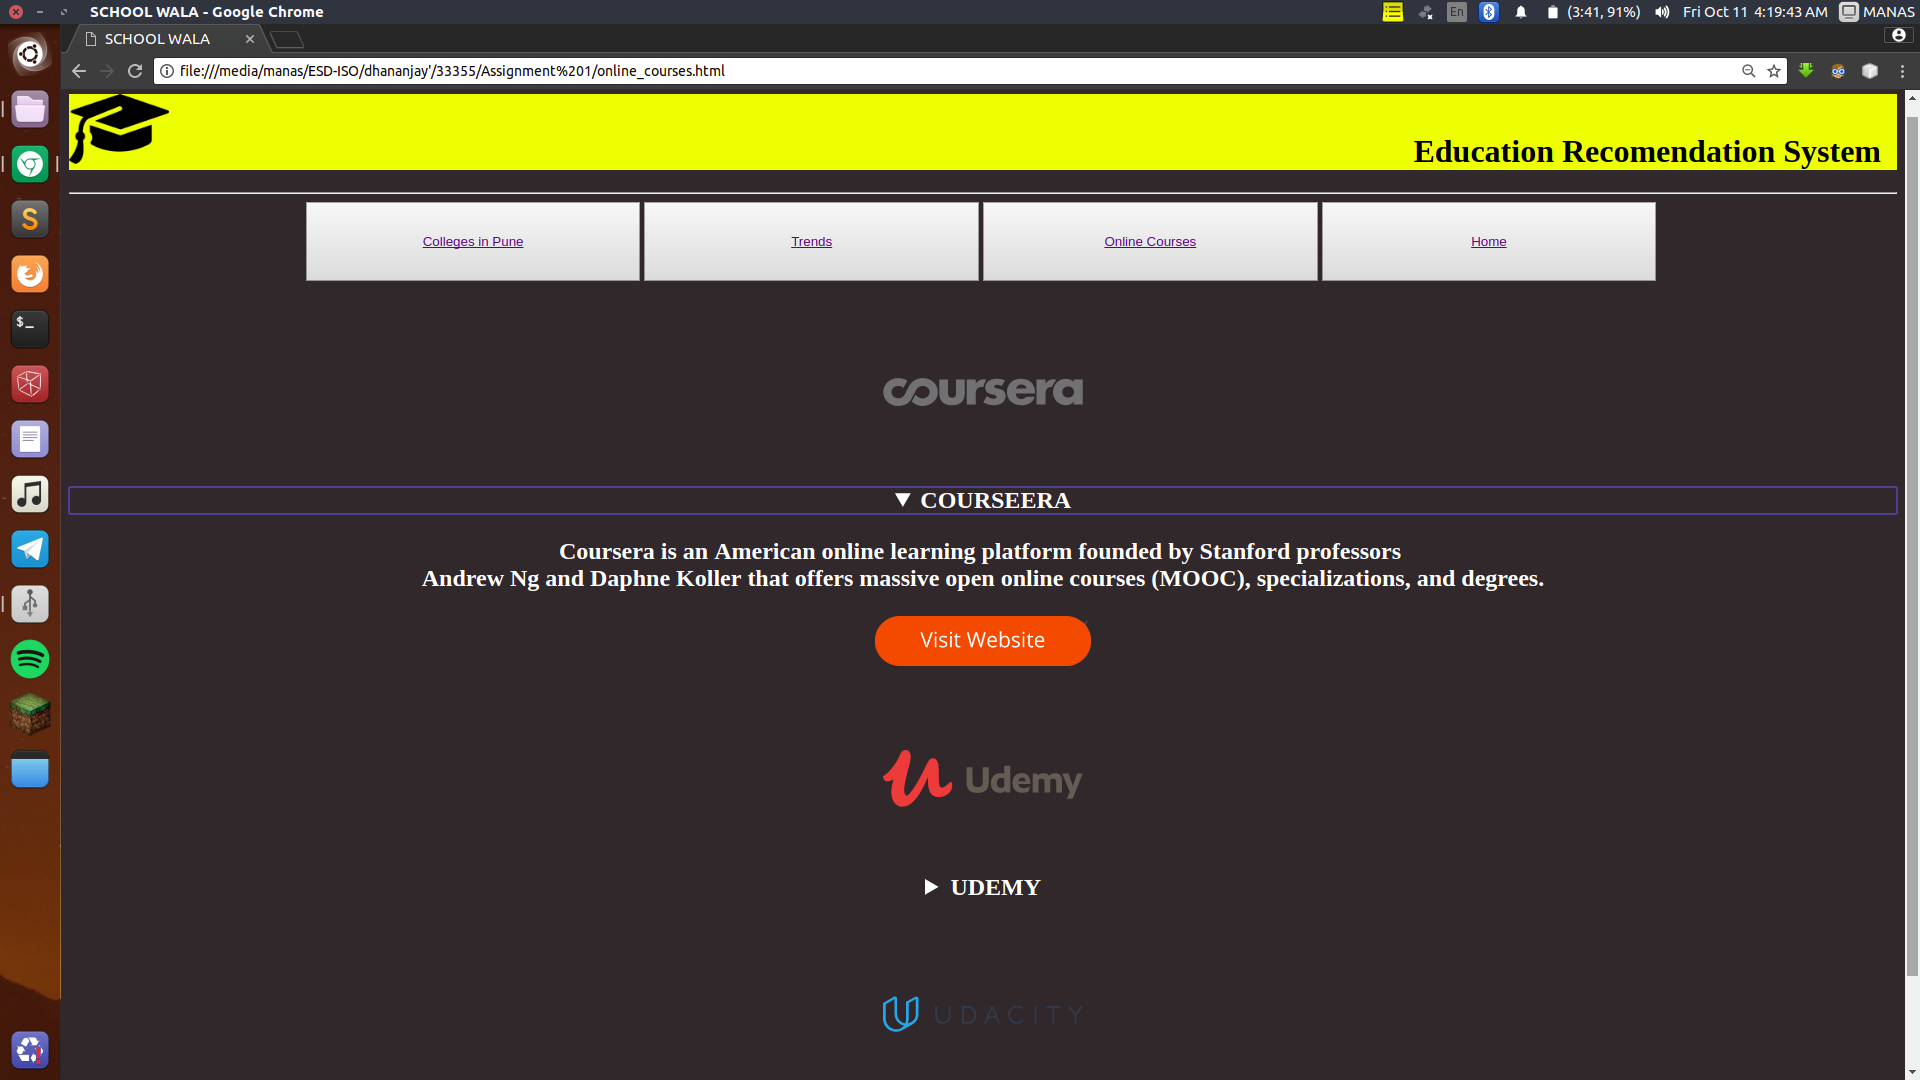 SCHOOL WALA - Google Chrome
En
(3:41, 91%)
Fri Oct 11 4:19:43 AM
MANAS
SCHOOL WALA
file:///media/manas/ESD-ISO/dhananjay'/33355/Assignment%201/online_courses.html
Education Recomendation System
Colleges in Pune
Trends
Online Courses
Home
coursera
COURSEERA
Coursera is an American online learning platform founded by Stanford professors
Andrew Ng and Daphne Koller that offers massive open online courses (MOOC), specializations, and degrees.
Visit Website
Udemy
UDEMY
UDACITY
S
$_